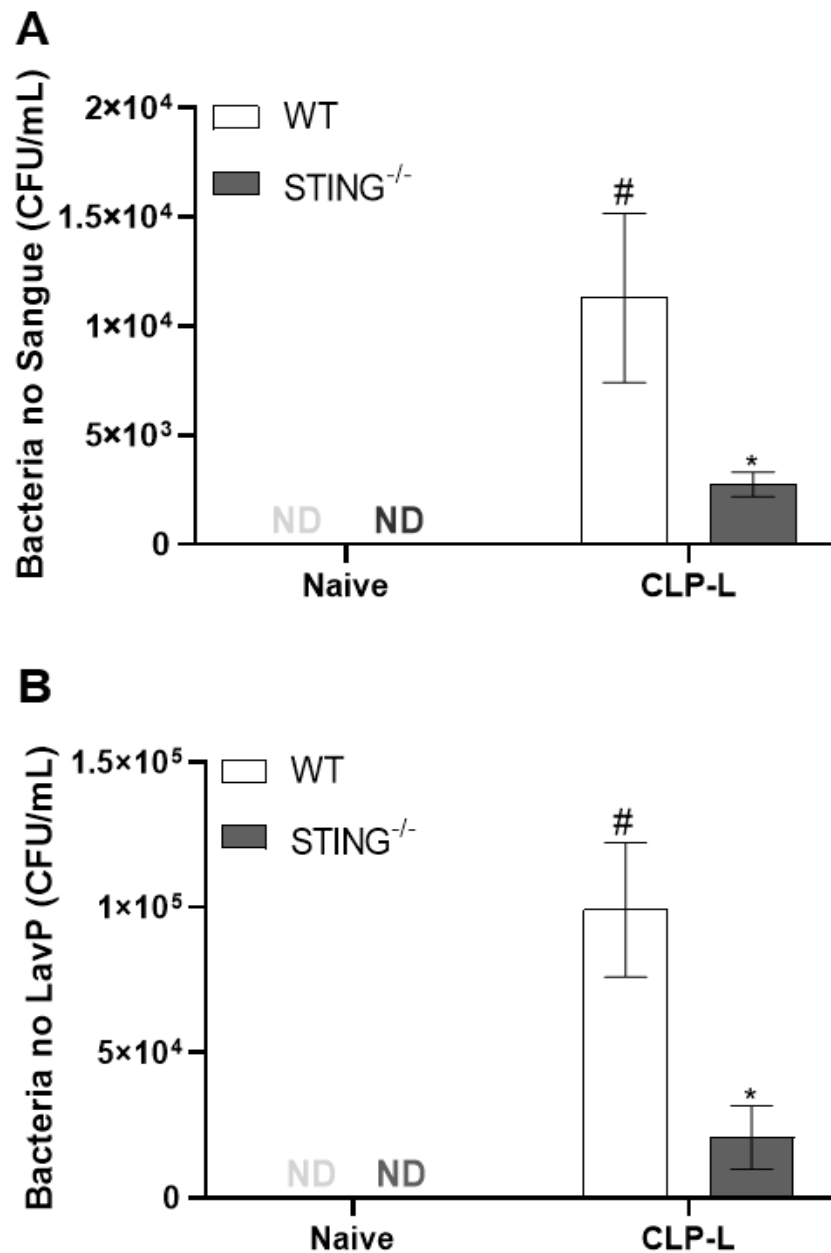 A
Bacteria no Sangue (CFU/mL)
2×10⁴
1.5×10⁴
1×10⁴
5×10³
0
WT
STING⁻/⁻
#
*
ND ND
Naive CLP-L
B
Bacteria no LavP (CFU/mL)
1.5×10⁵
1×10⁵
5×10⁴
0
WT
STING⁻/⁻
#
*
ND ND
Naive CLP-L